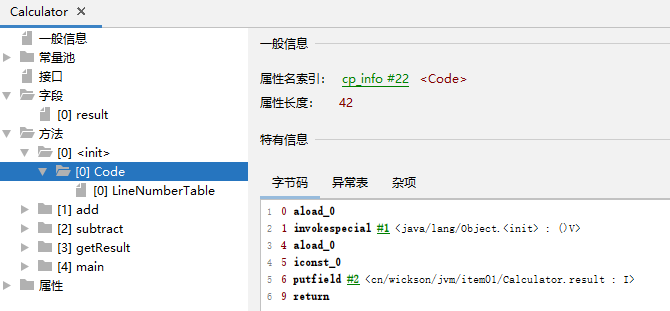 Calculator
一般信息
常量池
接口
字段
[0] result
方法
[0] <init>
[0] Code
[0] LineNumberTable
[1] add
[2] subtract
[3] getResult
[4] main
属性
一般信息
属性名索引: cp_info #22 <Code>
属性长度: 42
特有信息
字节码 异常表 杂项
1 0 aload_0
2 1 invokespecial #1 <java/lang/Object.<init> : ()V>
3 4 aload_0
4 5 iconst_0
5 6 putfield #2 <cn/wickson/jvm/item01/Calculator.result : I>
6 9 return